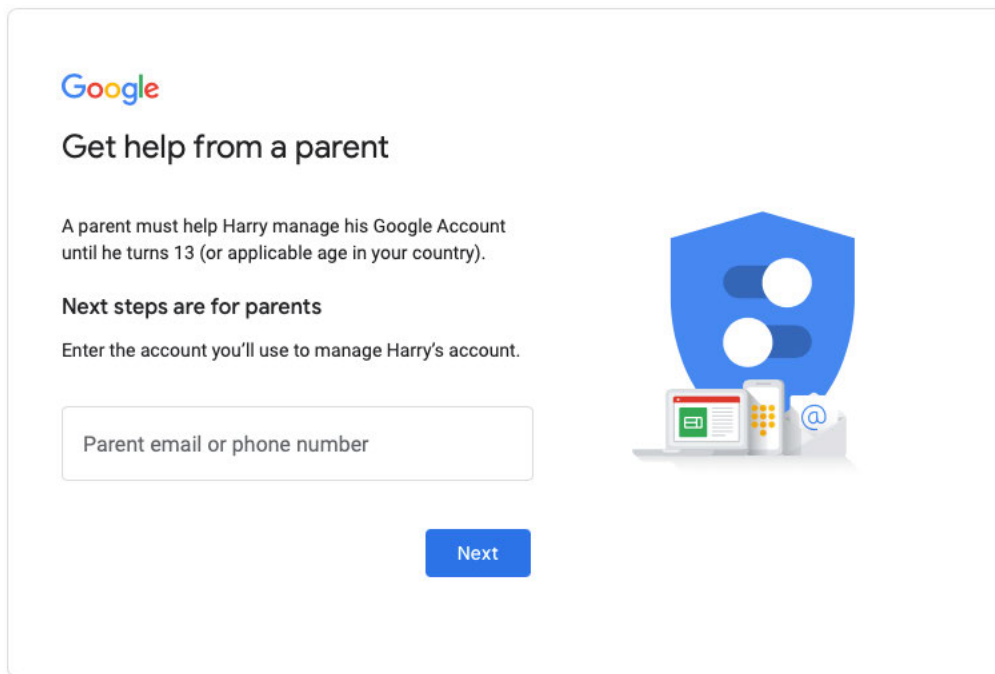 Google
Get help from a parent
A parent must help Harry manage his Google Account
until he turns 13 (or applicable age in your country).
Next steps are for parents
Enter the account you’ll use to manage Harry’s account.
Parent email or phone number
@
Next